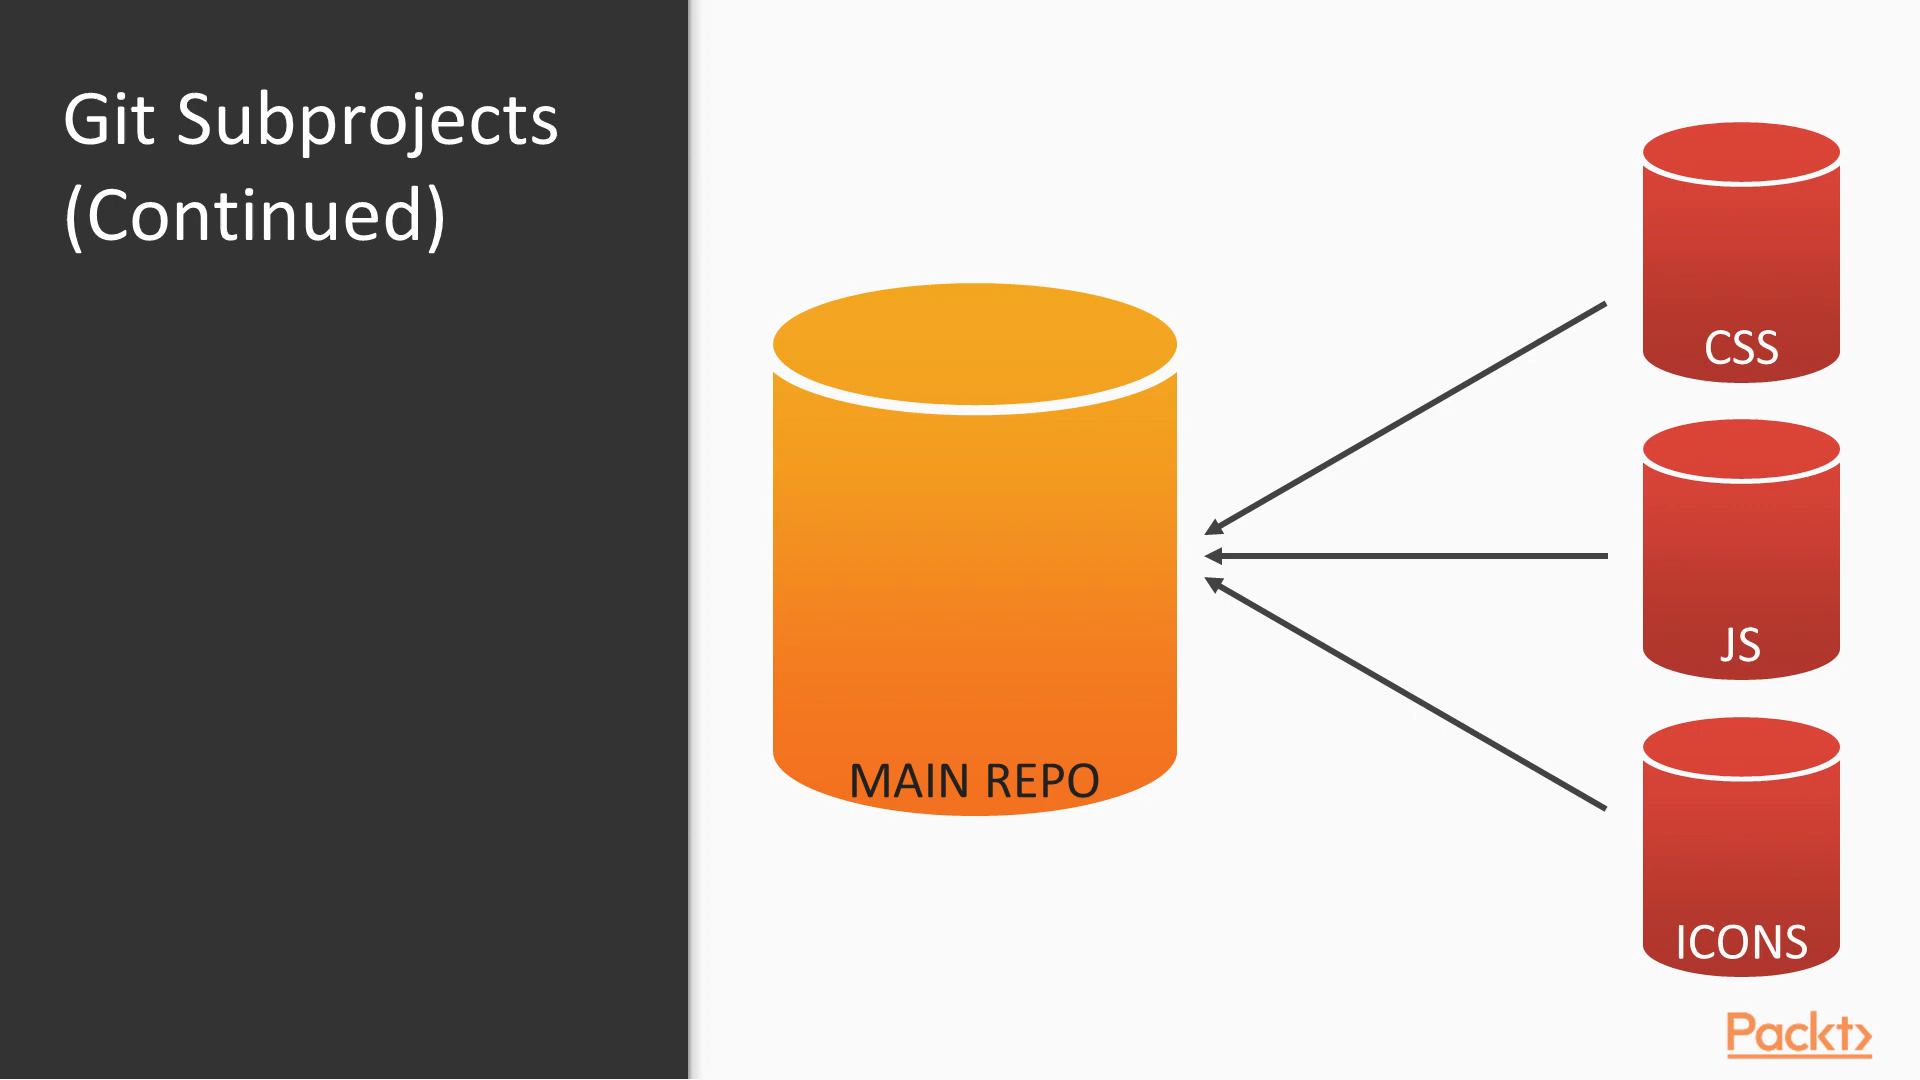 Git Subprojects
(Continued)
CSS
JS
MAIN REPO
ICONS
Packt